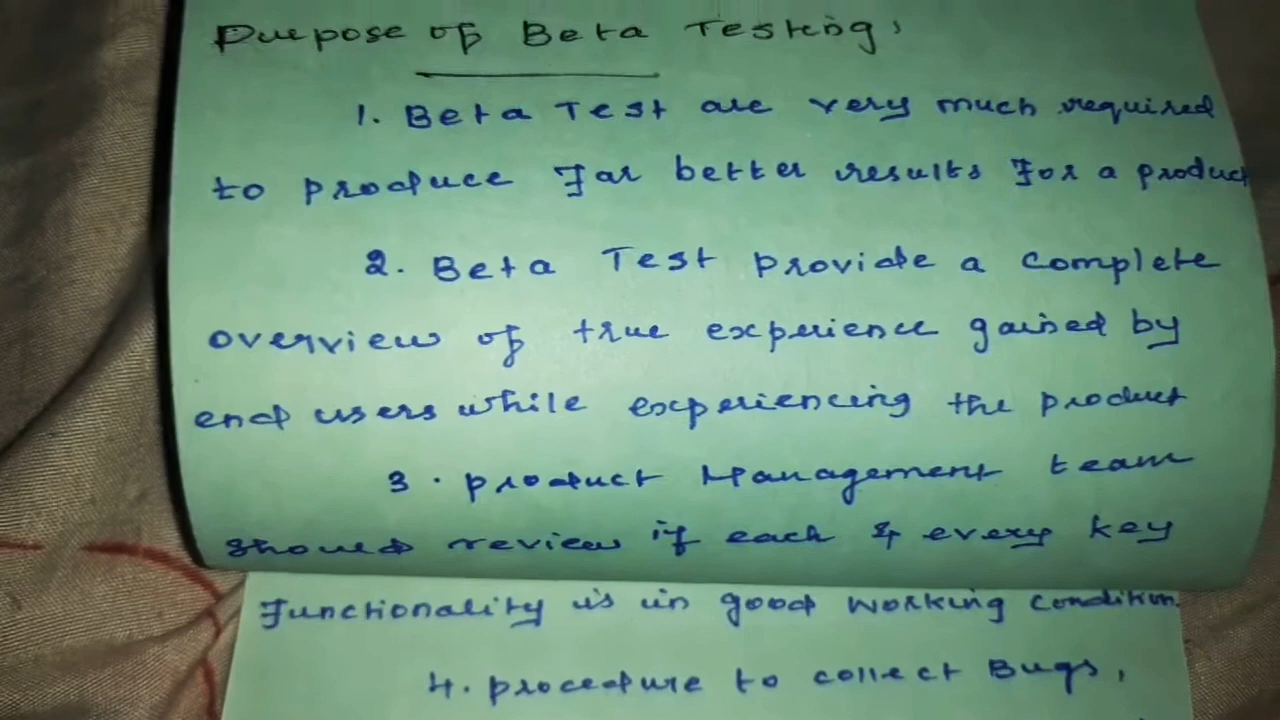 Purpose of Beta Testing:
1. Beta Test are very much required
to produce Far better results For a product
2. Beta Test provide a complete
overview of true experience gained by
end users while experiencing the product
3. product Management team
should review if each & every key
Functionality is in good working condition.
4. procedure to collect Bugs,